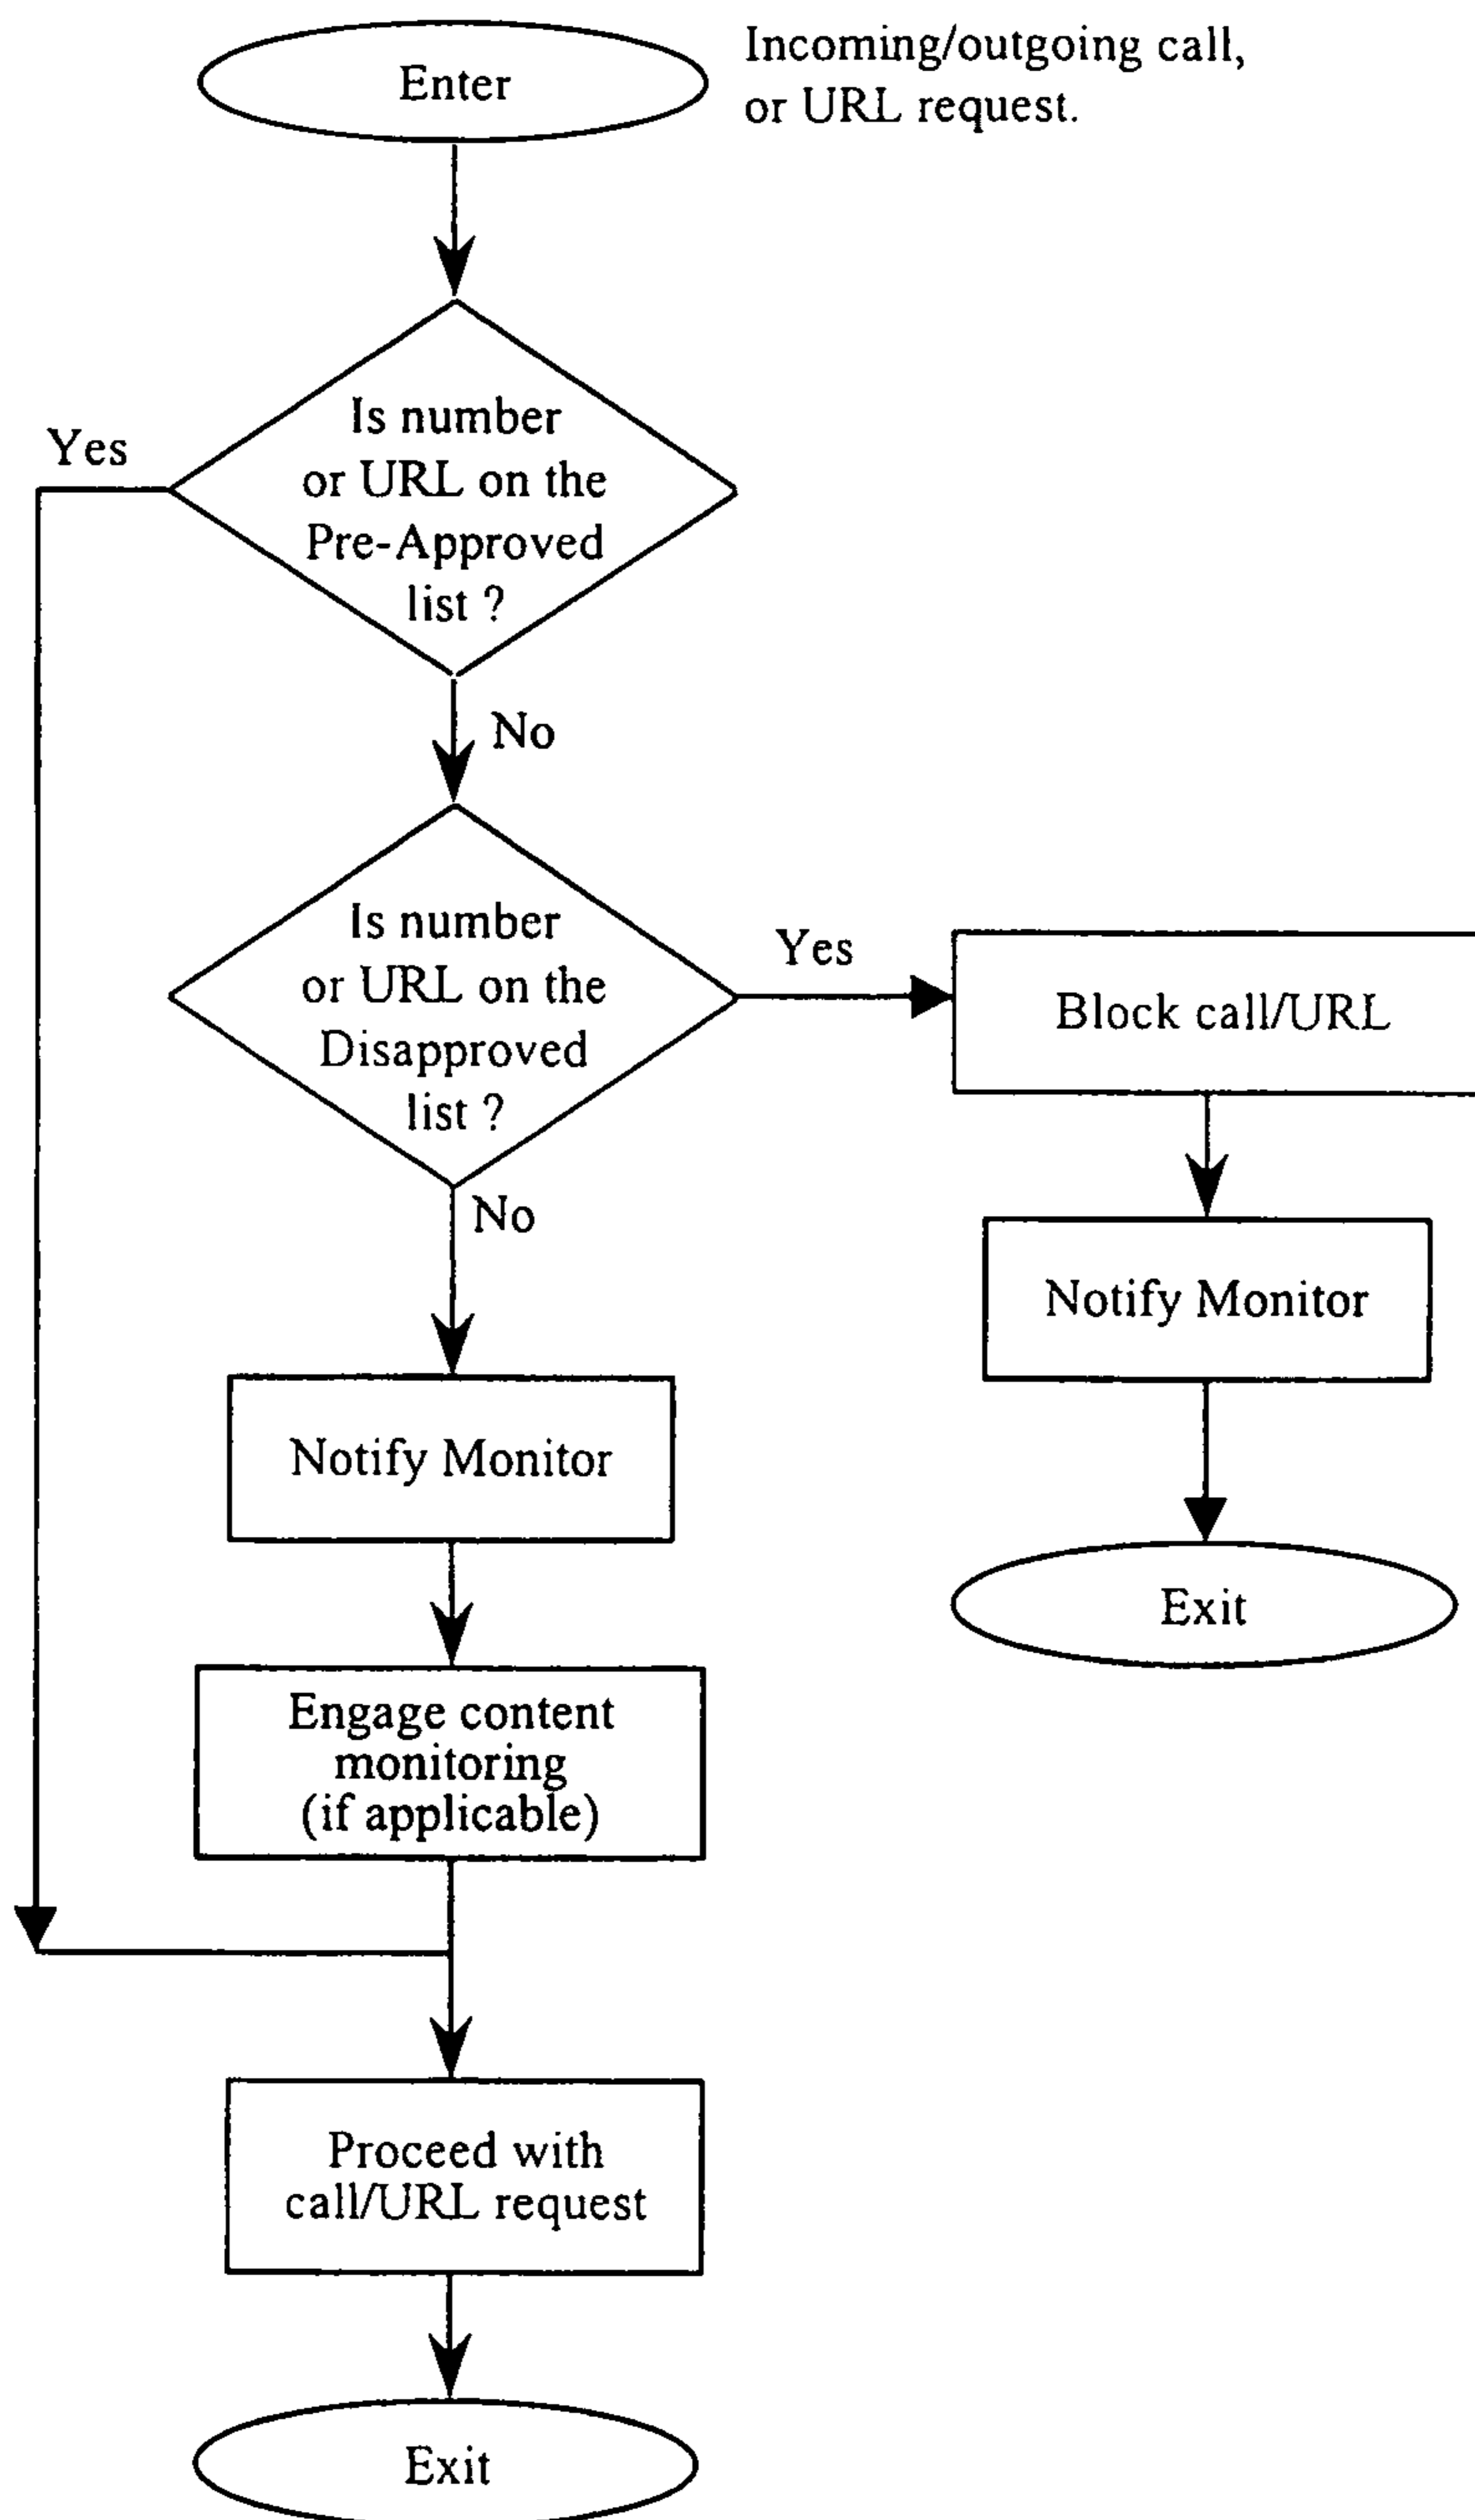 Enter
Incoming/outgoing call,
or URL request.
Is number
or URL on the
Pre-Approved
list ?
Yes
No
Is number
or URL on the
Disapproved
list ?
Yes
Block call/URL
No
Notify Monitor
Exit
Notify Monitor
Engage content
monitoring
(if applicable)
Proceed with
call/URL request
Exit